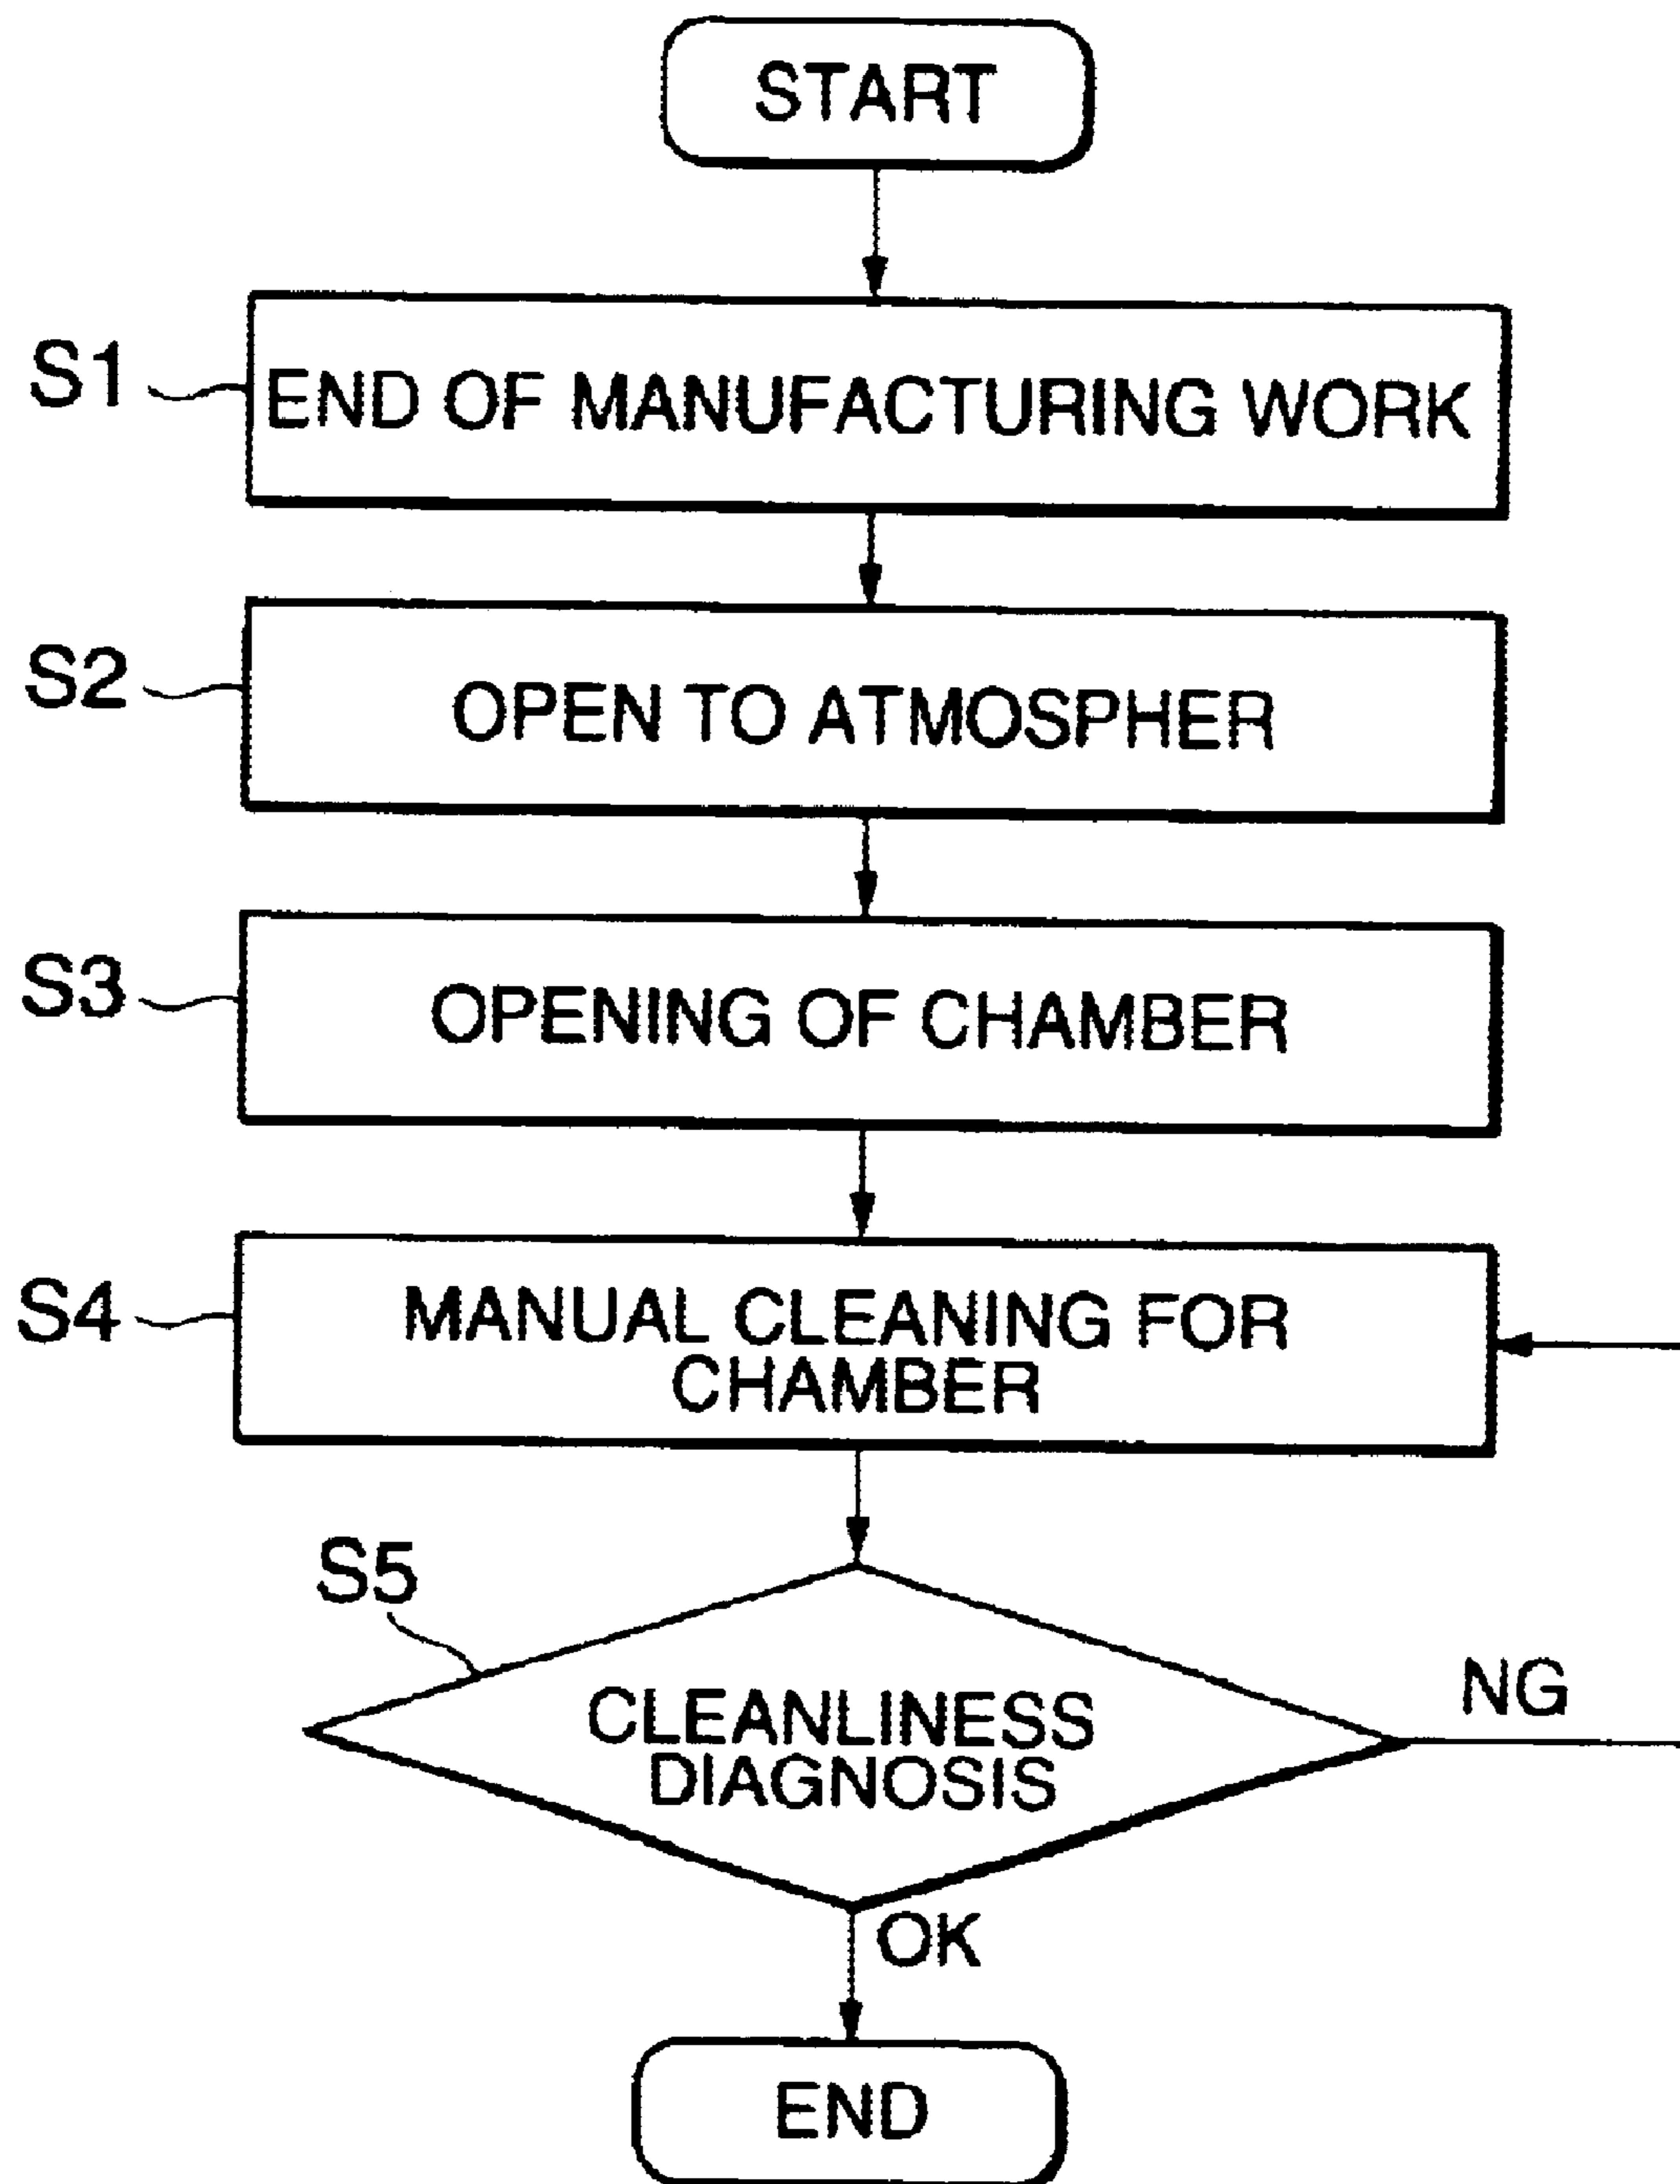 START
S1
END OF MANUFACTURING WORK
S2
OPEN TO ATMOSPHER
S3
OPENING OF CHAMBER
S4
MANUAL CLEANING FOR
CHAMBER
S5
CLEANLINESS
DIAGNOSIS
NG
OK
END